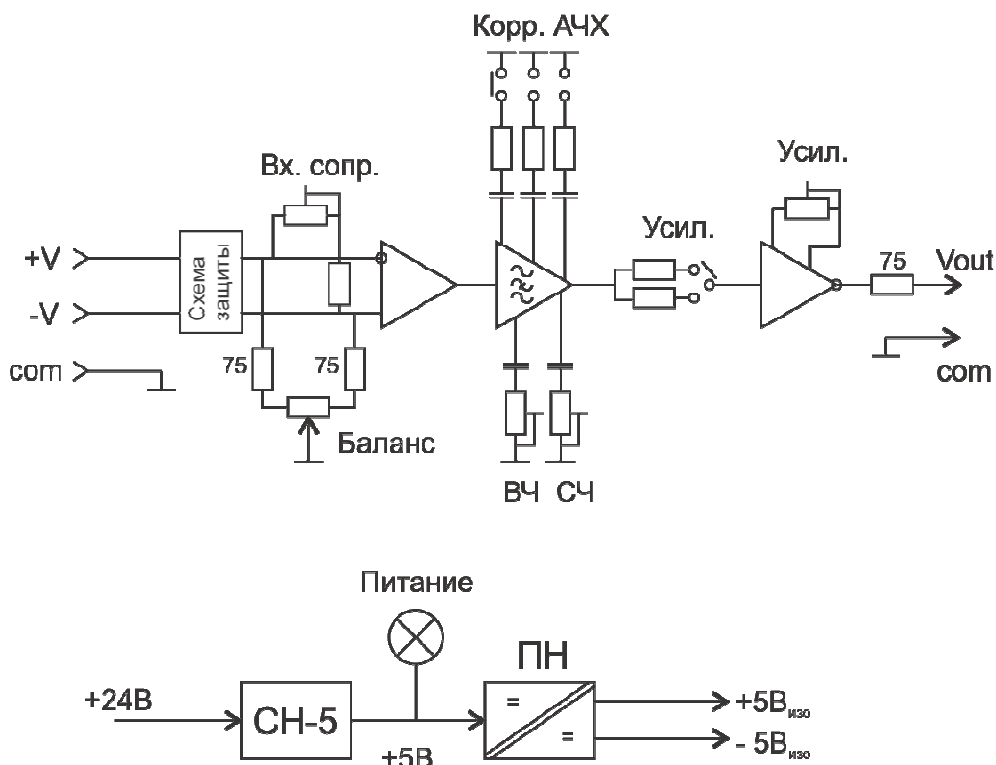 Корр. АЧХ
Вх. сопр.
Усил.
Усил.
+V
-V
com
Схема
защиты
75
75
Баланс
ВЧ СЧ
75
Vout
com
Питание
ПН
+24В
СН-5
+5В
=
=
+5Визо
- 5Визо